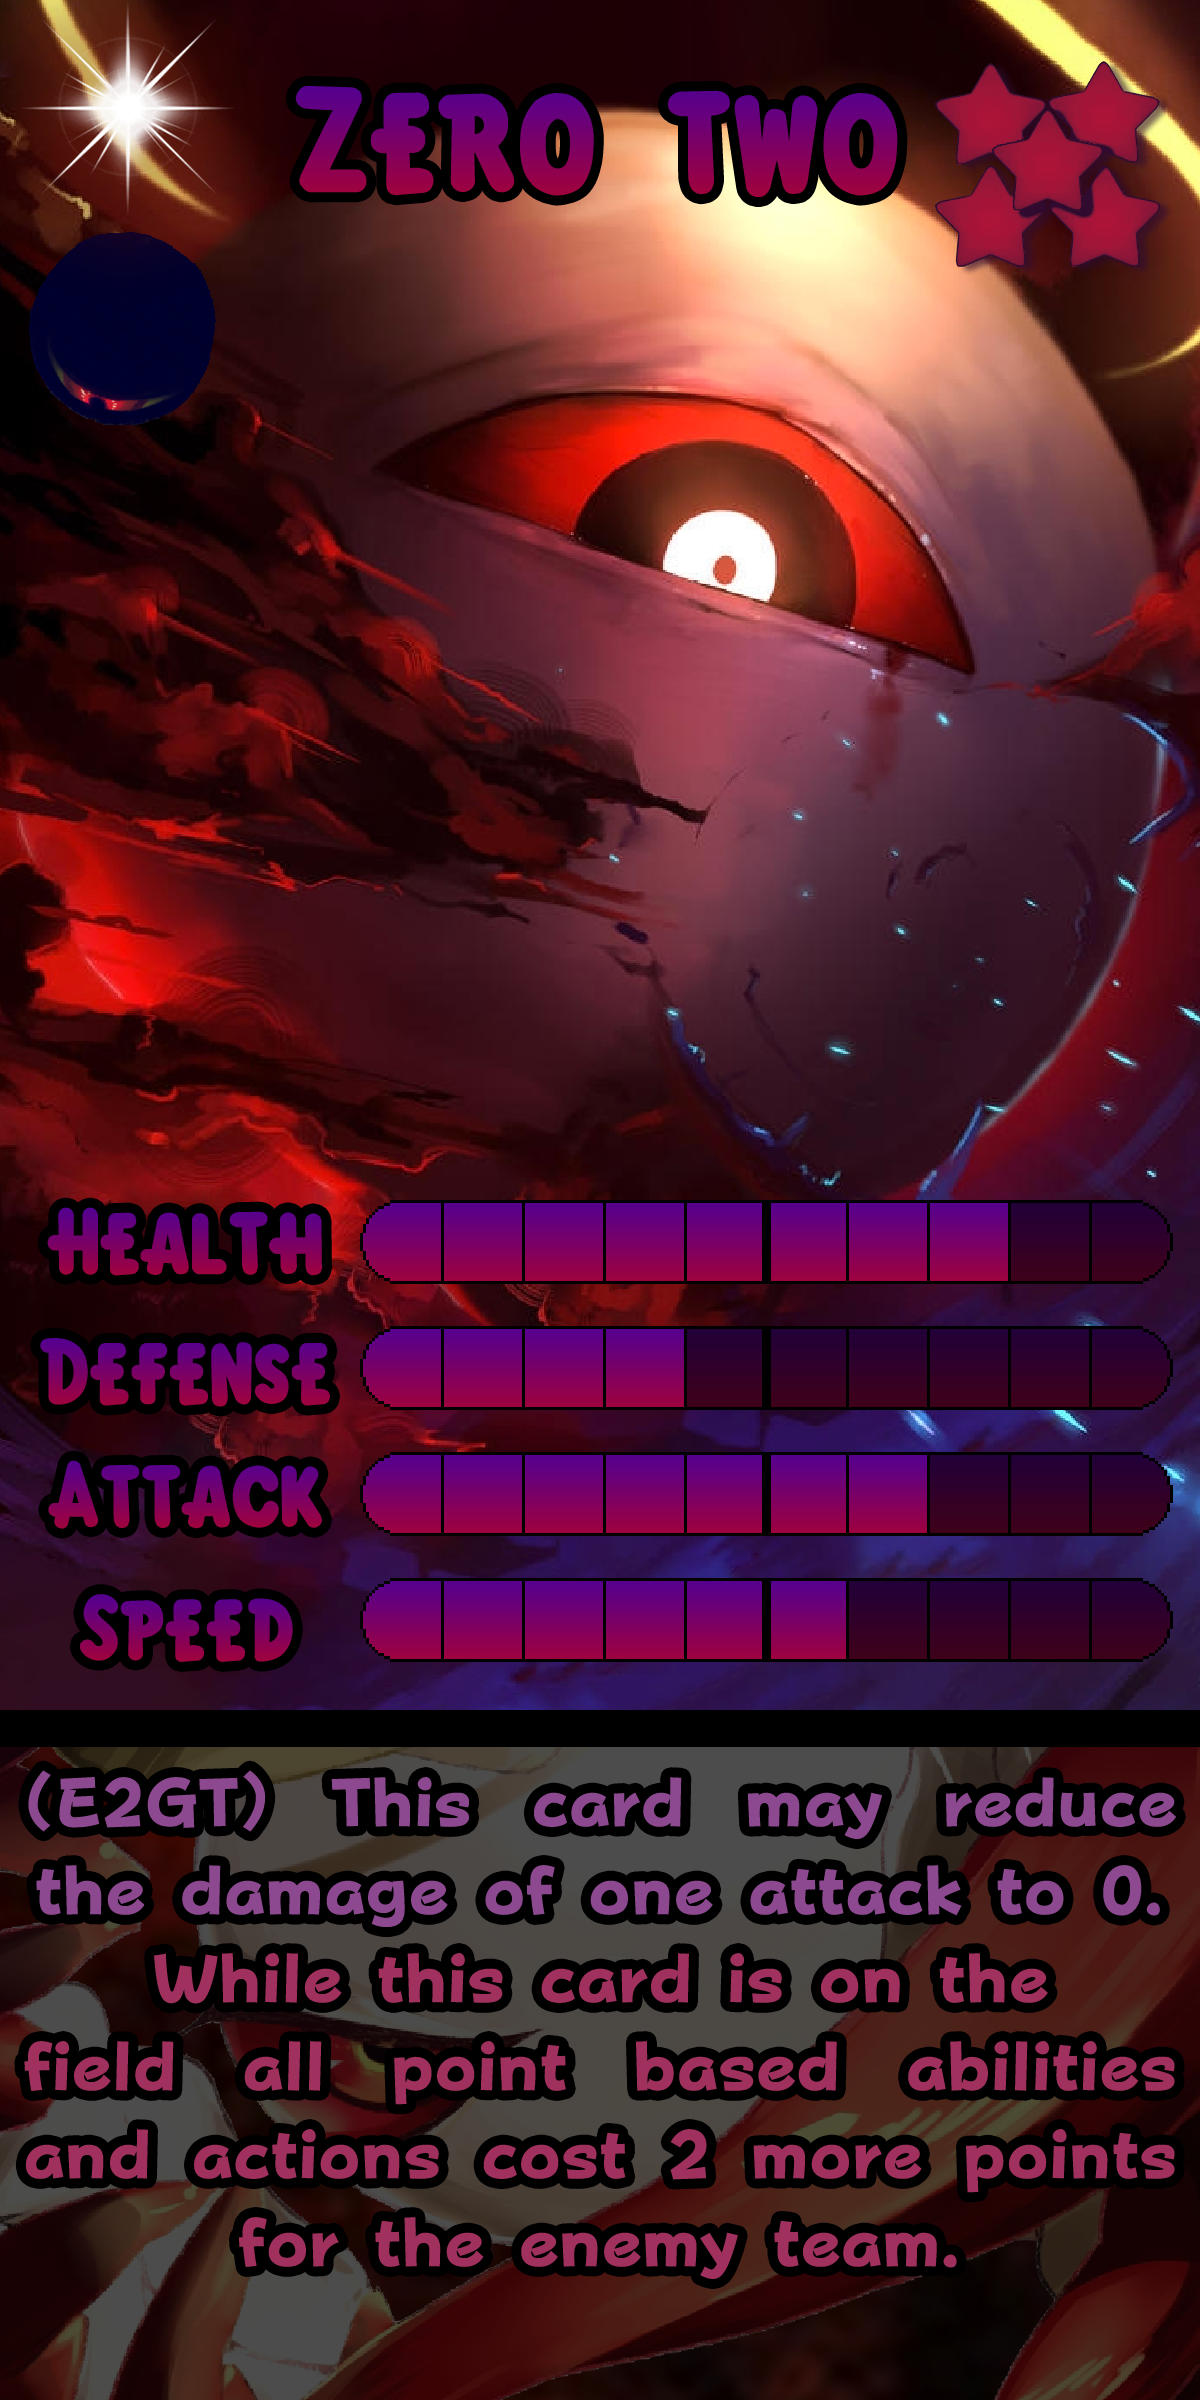 Zero Two
Health
Defense
Attack
Speed
(E2GT) This card may reduce
the damage of one attack to 0.
While this card is on the
field all point based abilities
and actions cost 2 more points
for the enemy team.